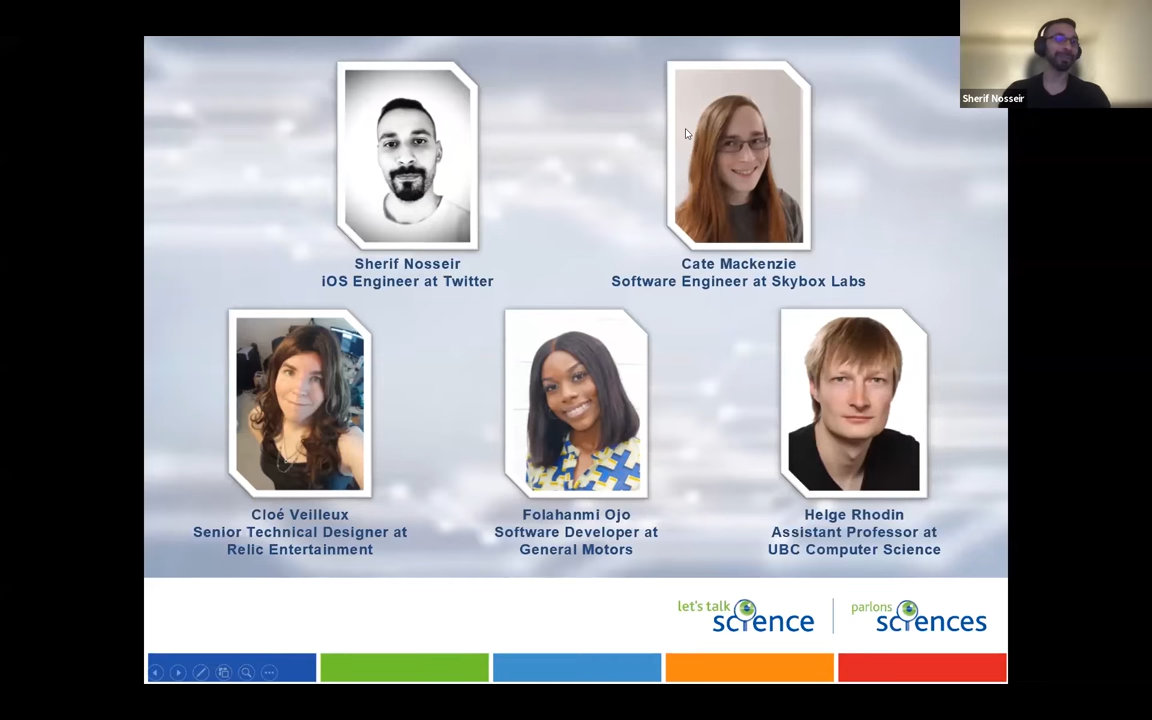 Sherif Nosseir
Sherif Nosseir
iOS Engineer at Twitter
Cate Mackenzie
Software Engineer at Skybox Labs
Cloé Veilleux
Senior Technical Designer at
Relic Entertainment
Folahanmi Ojo
Software Developer at
General Motors
Helge Rhodin
Assistant Professor at
UBC Computer Science
let's talk
science
parlons
sciences